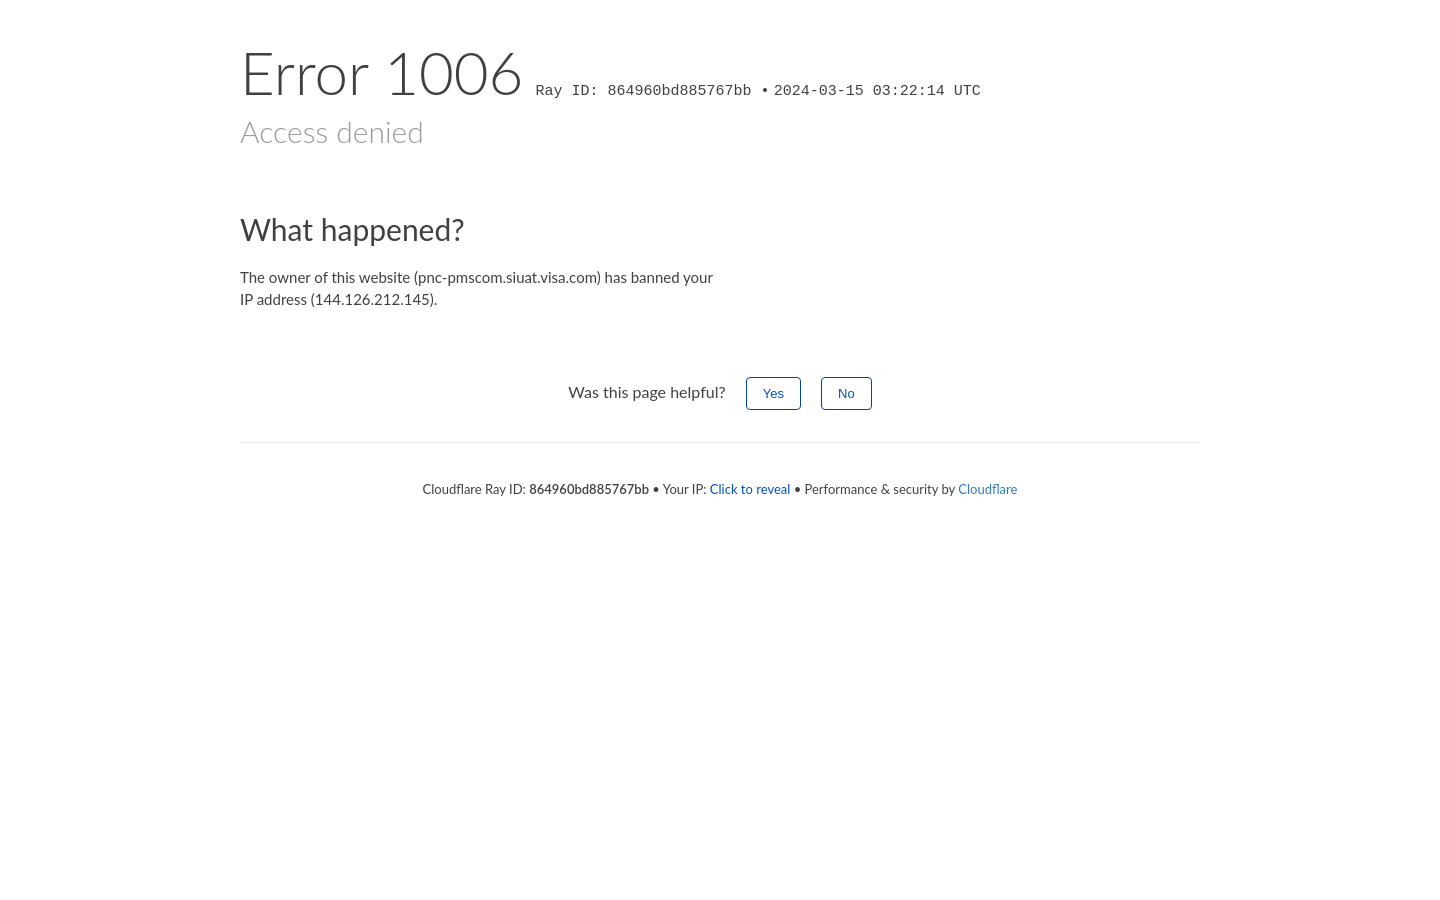 Error 1006 Ray ID: 864960bd885767bb • 2024-03-15 03:22:14 UTC
Access denied
What happened?
The owner of this website (pnc-pmscom.siuat.visa.com) has banned your
IP address (144.126.212.145).
Was this page helpful? Yes No
Cloudflare Ray ID: 864960bd885767bb • Your IP: Click to reveal • Performance & security by Cloudflare